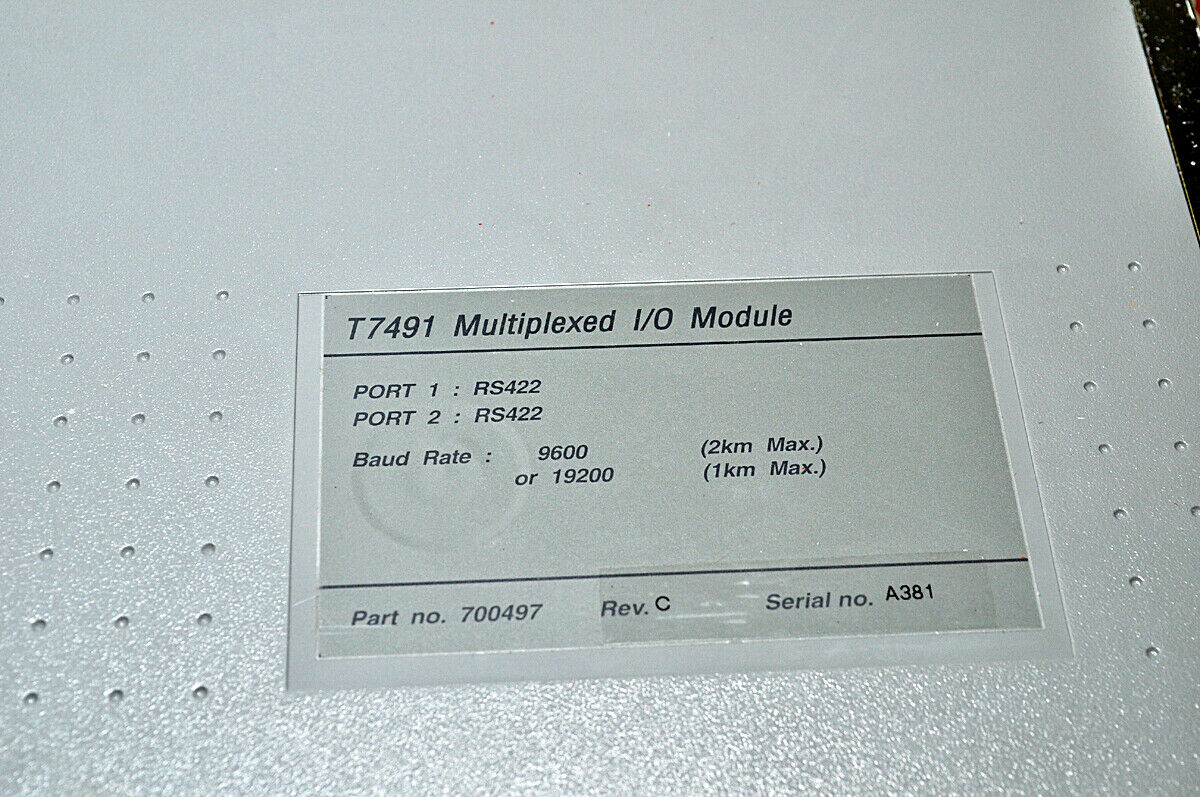 T7491 Multiplexed I/O Module
PORT 1 : RS422
PORT 2 : RS422
Baud Rate : 9600 (2km Max.)
or 19200 (1km Max.)
Part no. 700497 Rev. C Serial no. A381